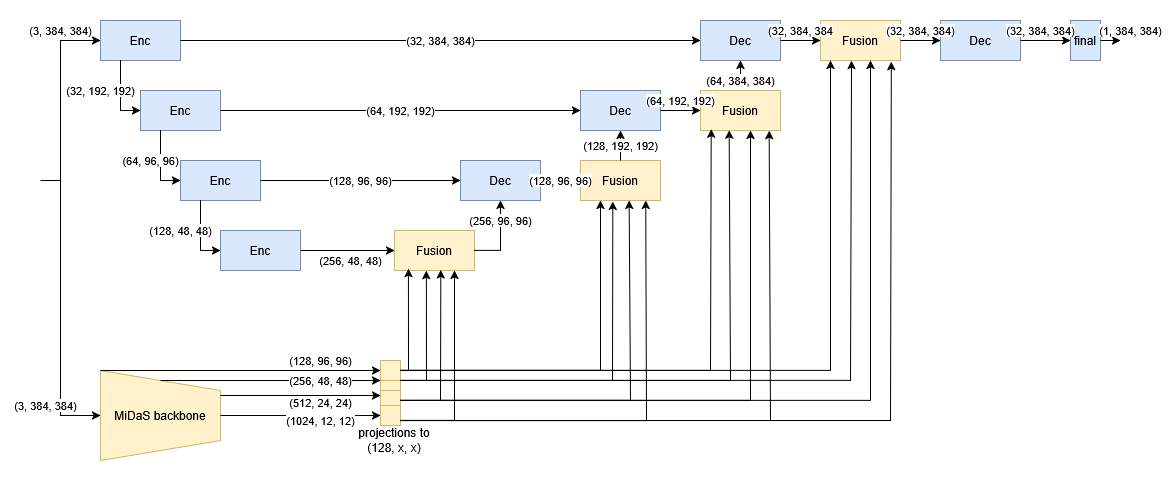 (3, 384, 384)
Enc
(32, 384, 384)
Dec
(32, 384, 384
Fusion
(32, 384, 384)
Dec
(32, 384, 384)
final
(1, 384, 384)
(32, 192, 192)
(64, 384, 384)
Enc
(64, 192, 192)
Dec
(64, 192, 192)
Fusion
(64, 96, 96)
(128, 192, 192)
Enc
(128, 96, 96)
Dec
(128, 96, 96)
Fusion
(128, 48, 48)
(256, 96, 96)
Enc
(256, 48, 48)
Fusion
(128, 96, 96)
(256, 48, 48)
(3, 384, 384)
MiDaS backbone
(512, 24, 24)
(1024, 12, 12)
projections to
(128, x, x)